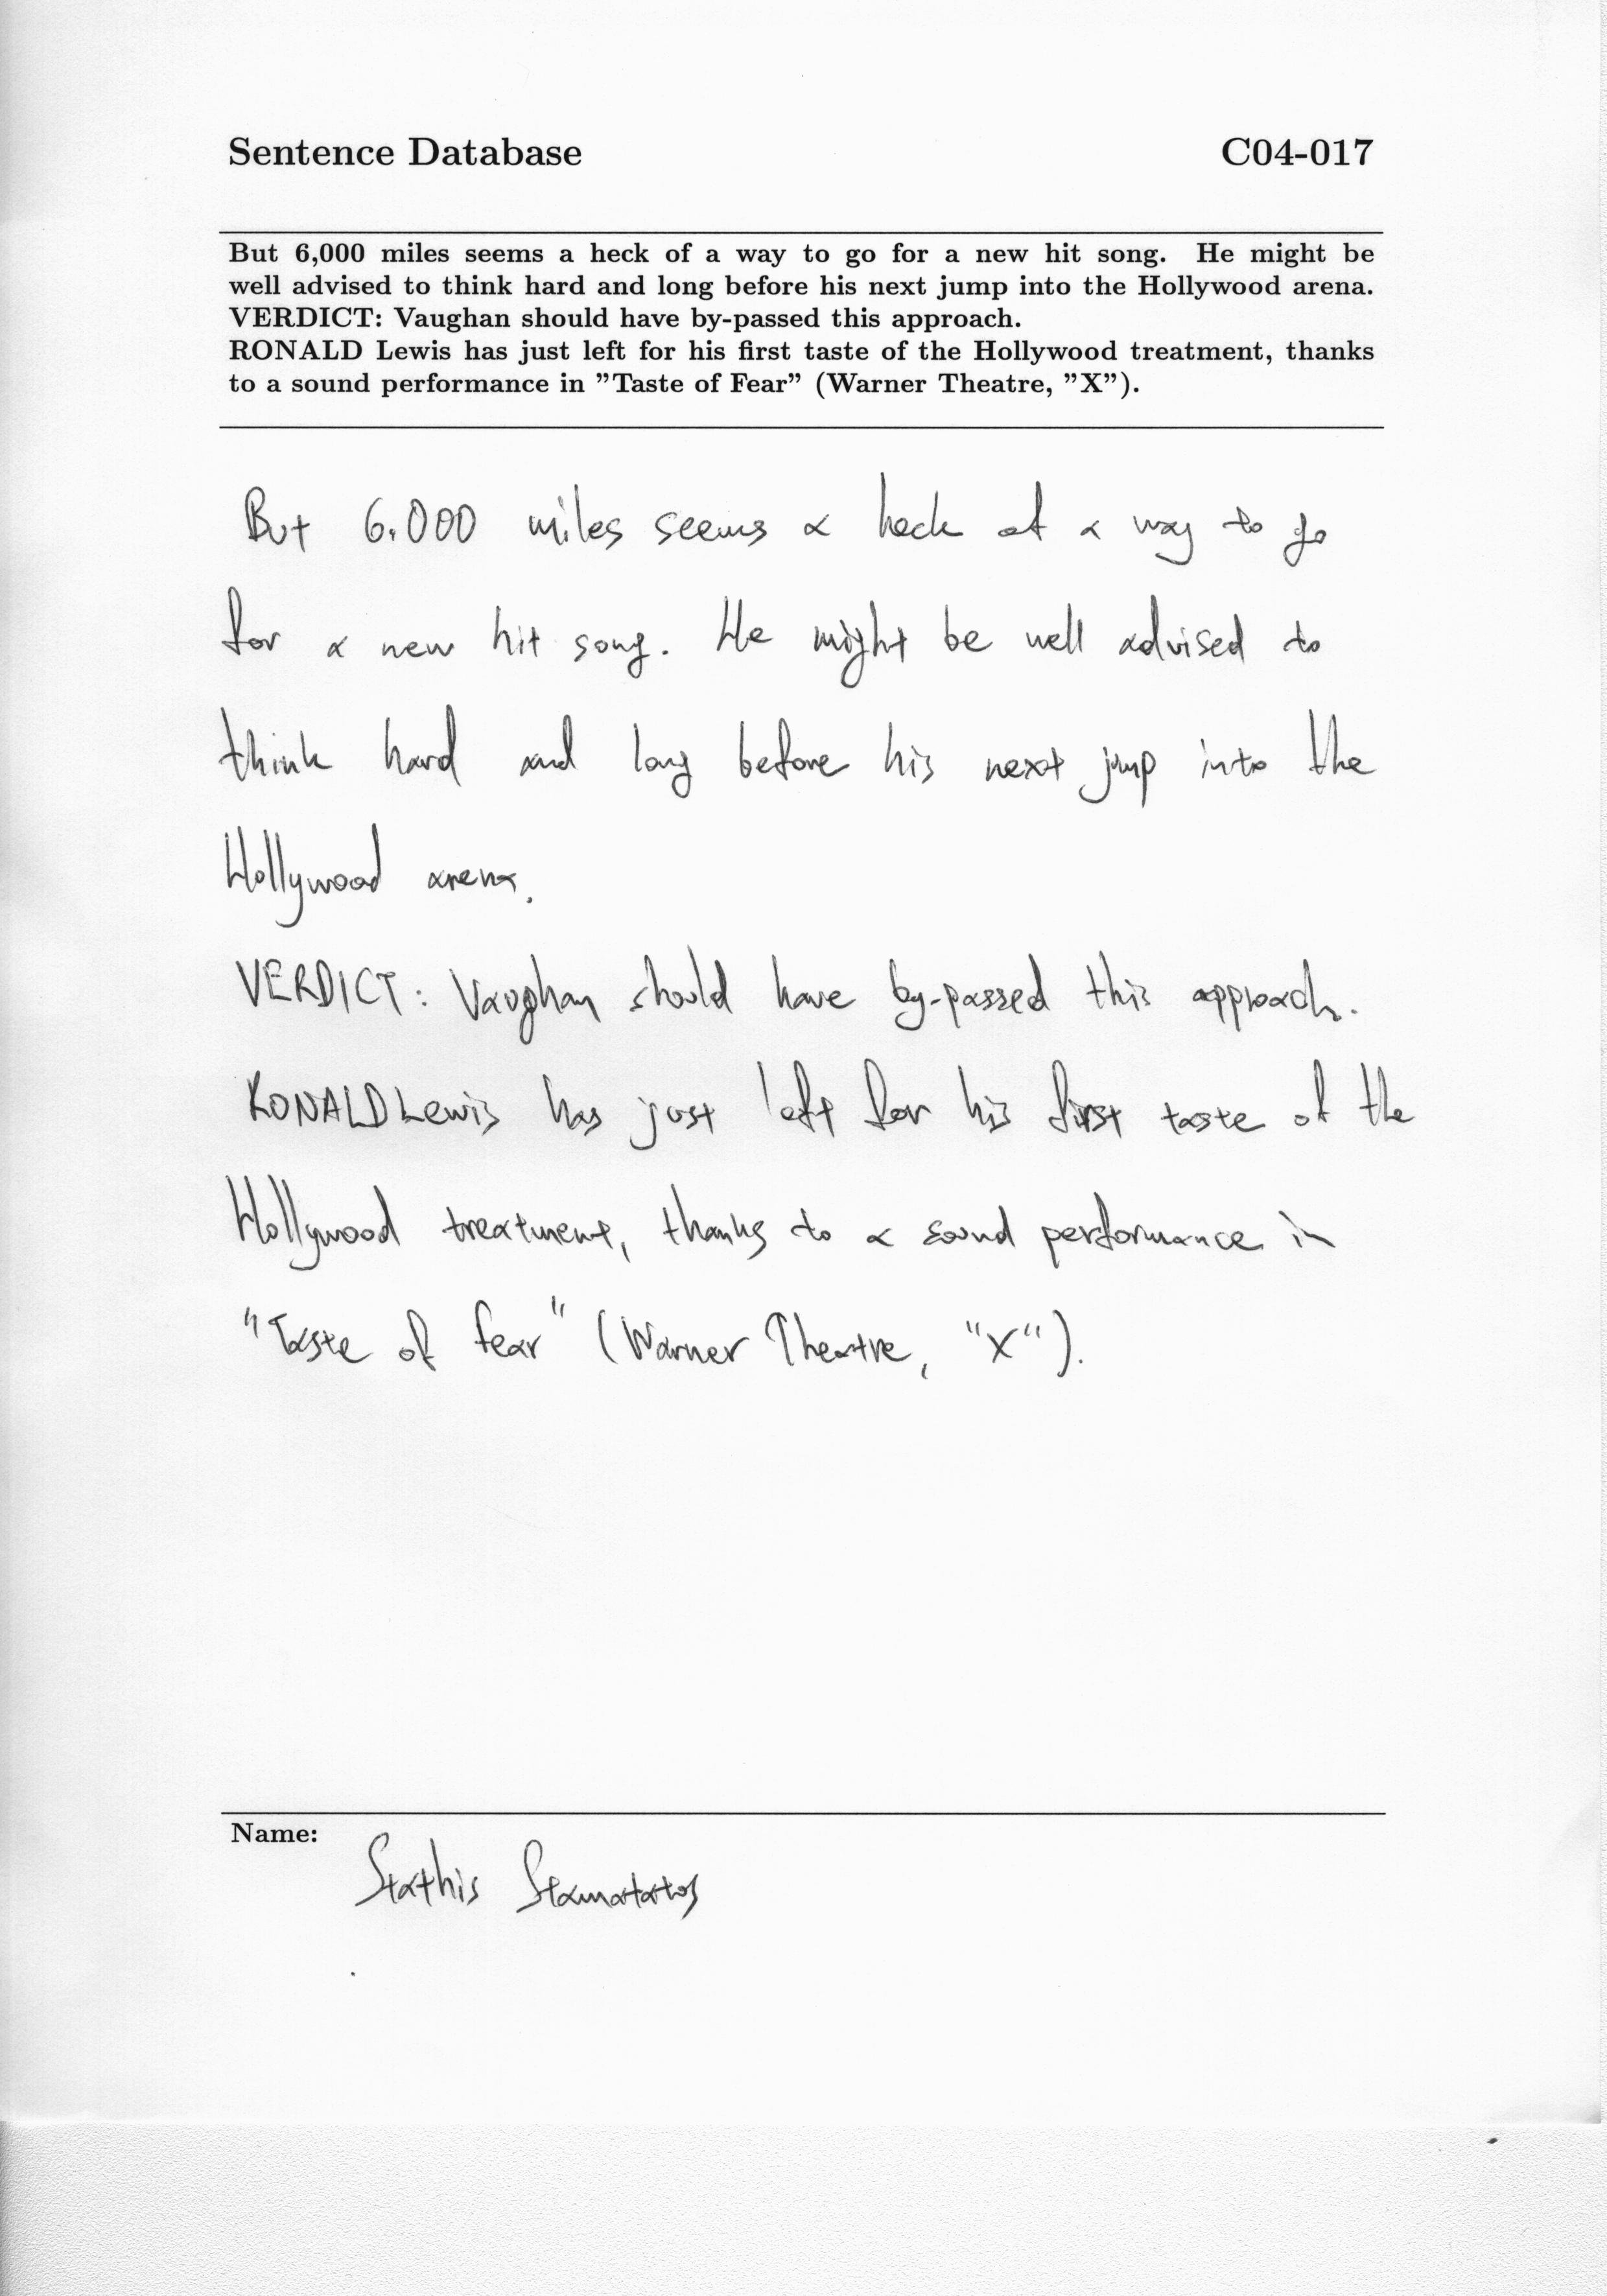 Sentence Database C04-017
But 6,000 miles seems a heck of a way to go for a new hit song. He might be
well advised to think hard and long before his next jump into the Hollywood arena.
VERDICT: Vaughan should have by-passed this approach.
RONALD Lewis has just left for his first taste of the Hollywood treatment, thanks
to a sound performance in "Taste of Fear" (Warner Theatre, "X").
But 6.000 miles seems a heck of a way to go
for a new hit song. He might be well advised to
think hard and long before his next jump into the
Hollywood arena.
VERDICT: Vaughan should have by-passed this approach.
RONALD Lewis has just left for his first taste of the
Hollywood treatment, thanks to a sound performance in
"Taste of fear" (Warner Theatre, "X").
Name:
Stathis Stamatatos